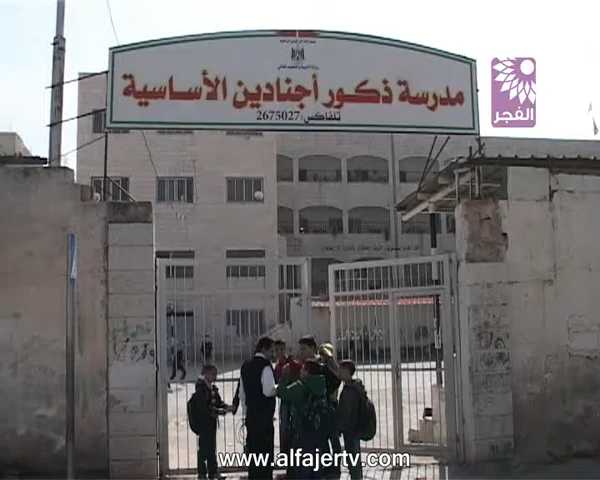 مدرسة ذكور أجنادين الأساسية
تلفاكس: 2675027
الفجر
www.alfajertv.com